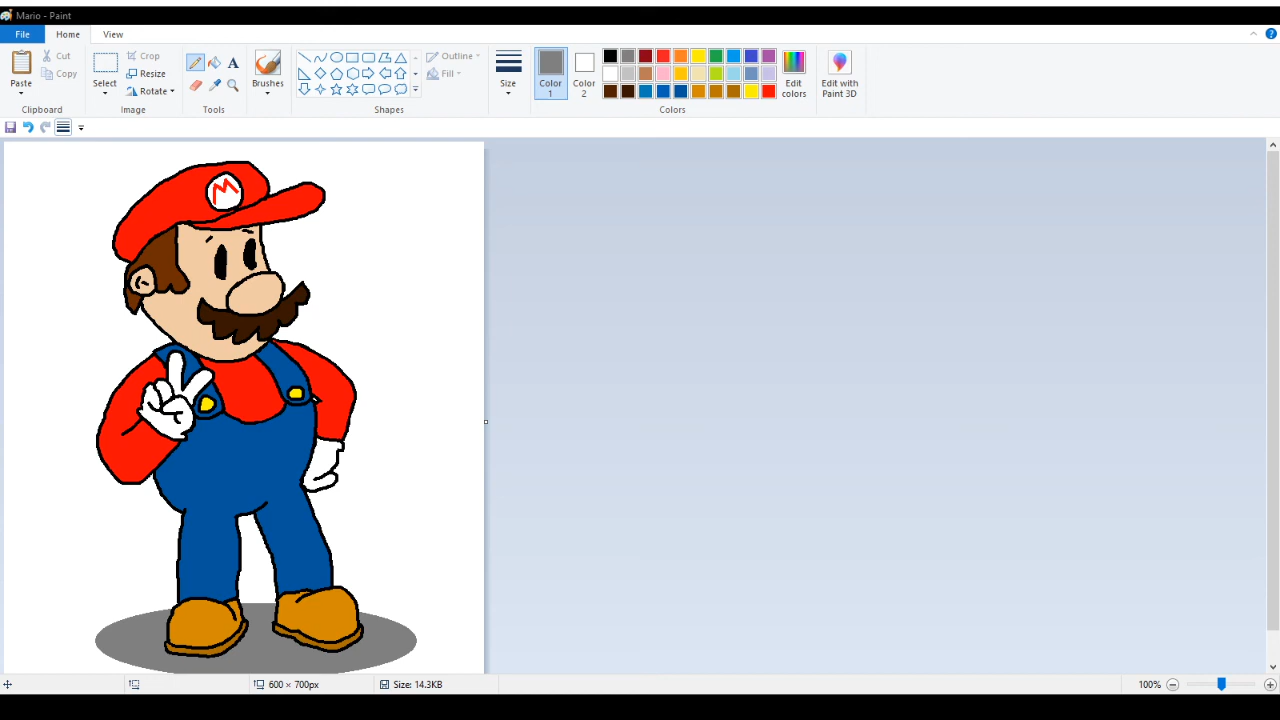 Mario - Paint
File Home View
Paste
Cut
Copy
Clipboard
Select
Crop
Resize
Rotate
Image
A
Tools
Brushes
Shapes
Outline
Fill
Size
Color 1
Color 2
Edit colors
Colors
Edit with Paint 3D
?
M
600 × 700px
Size: 14.3KB
100%